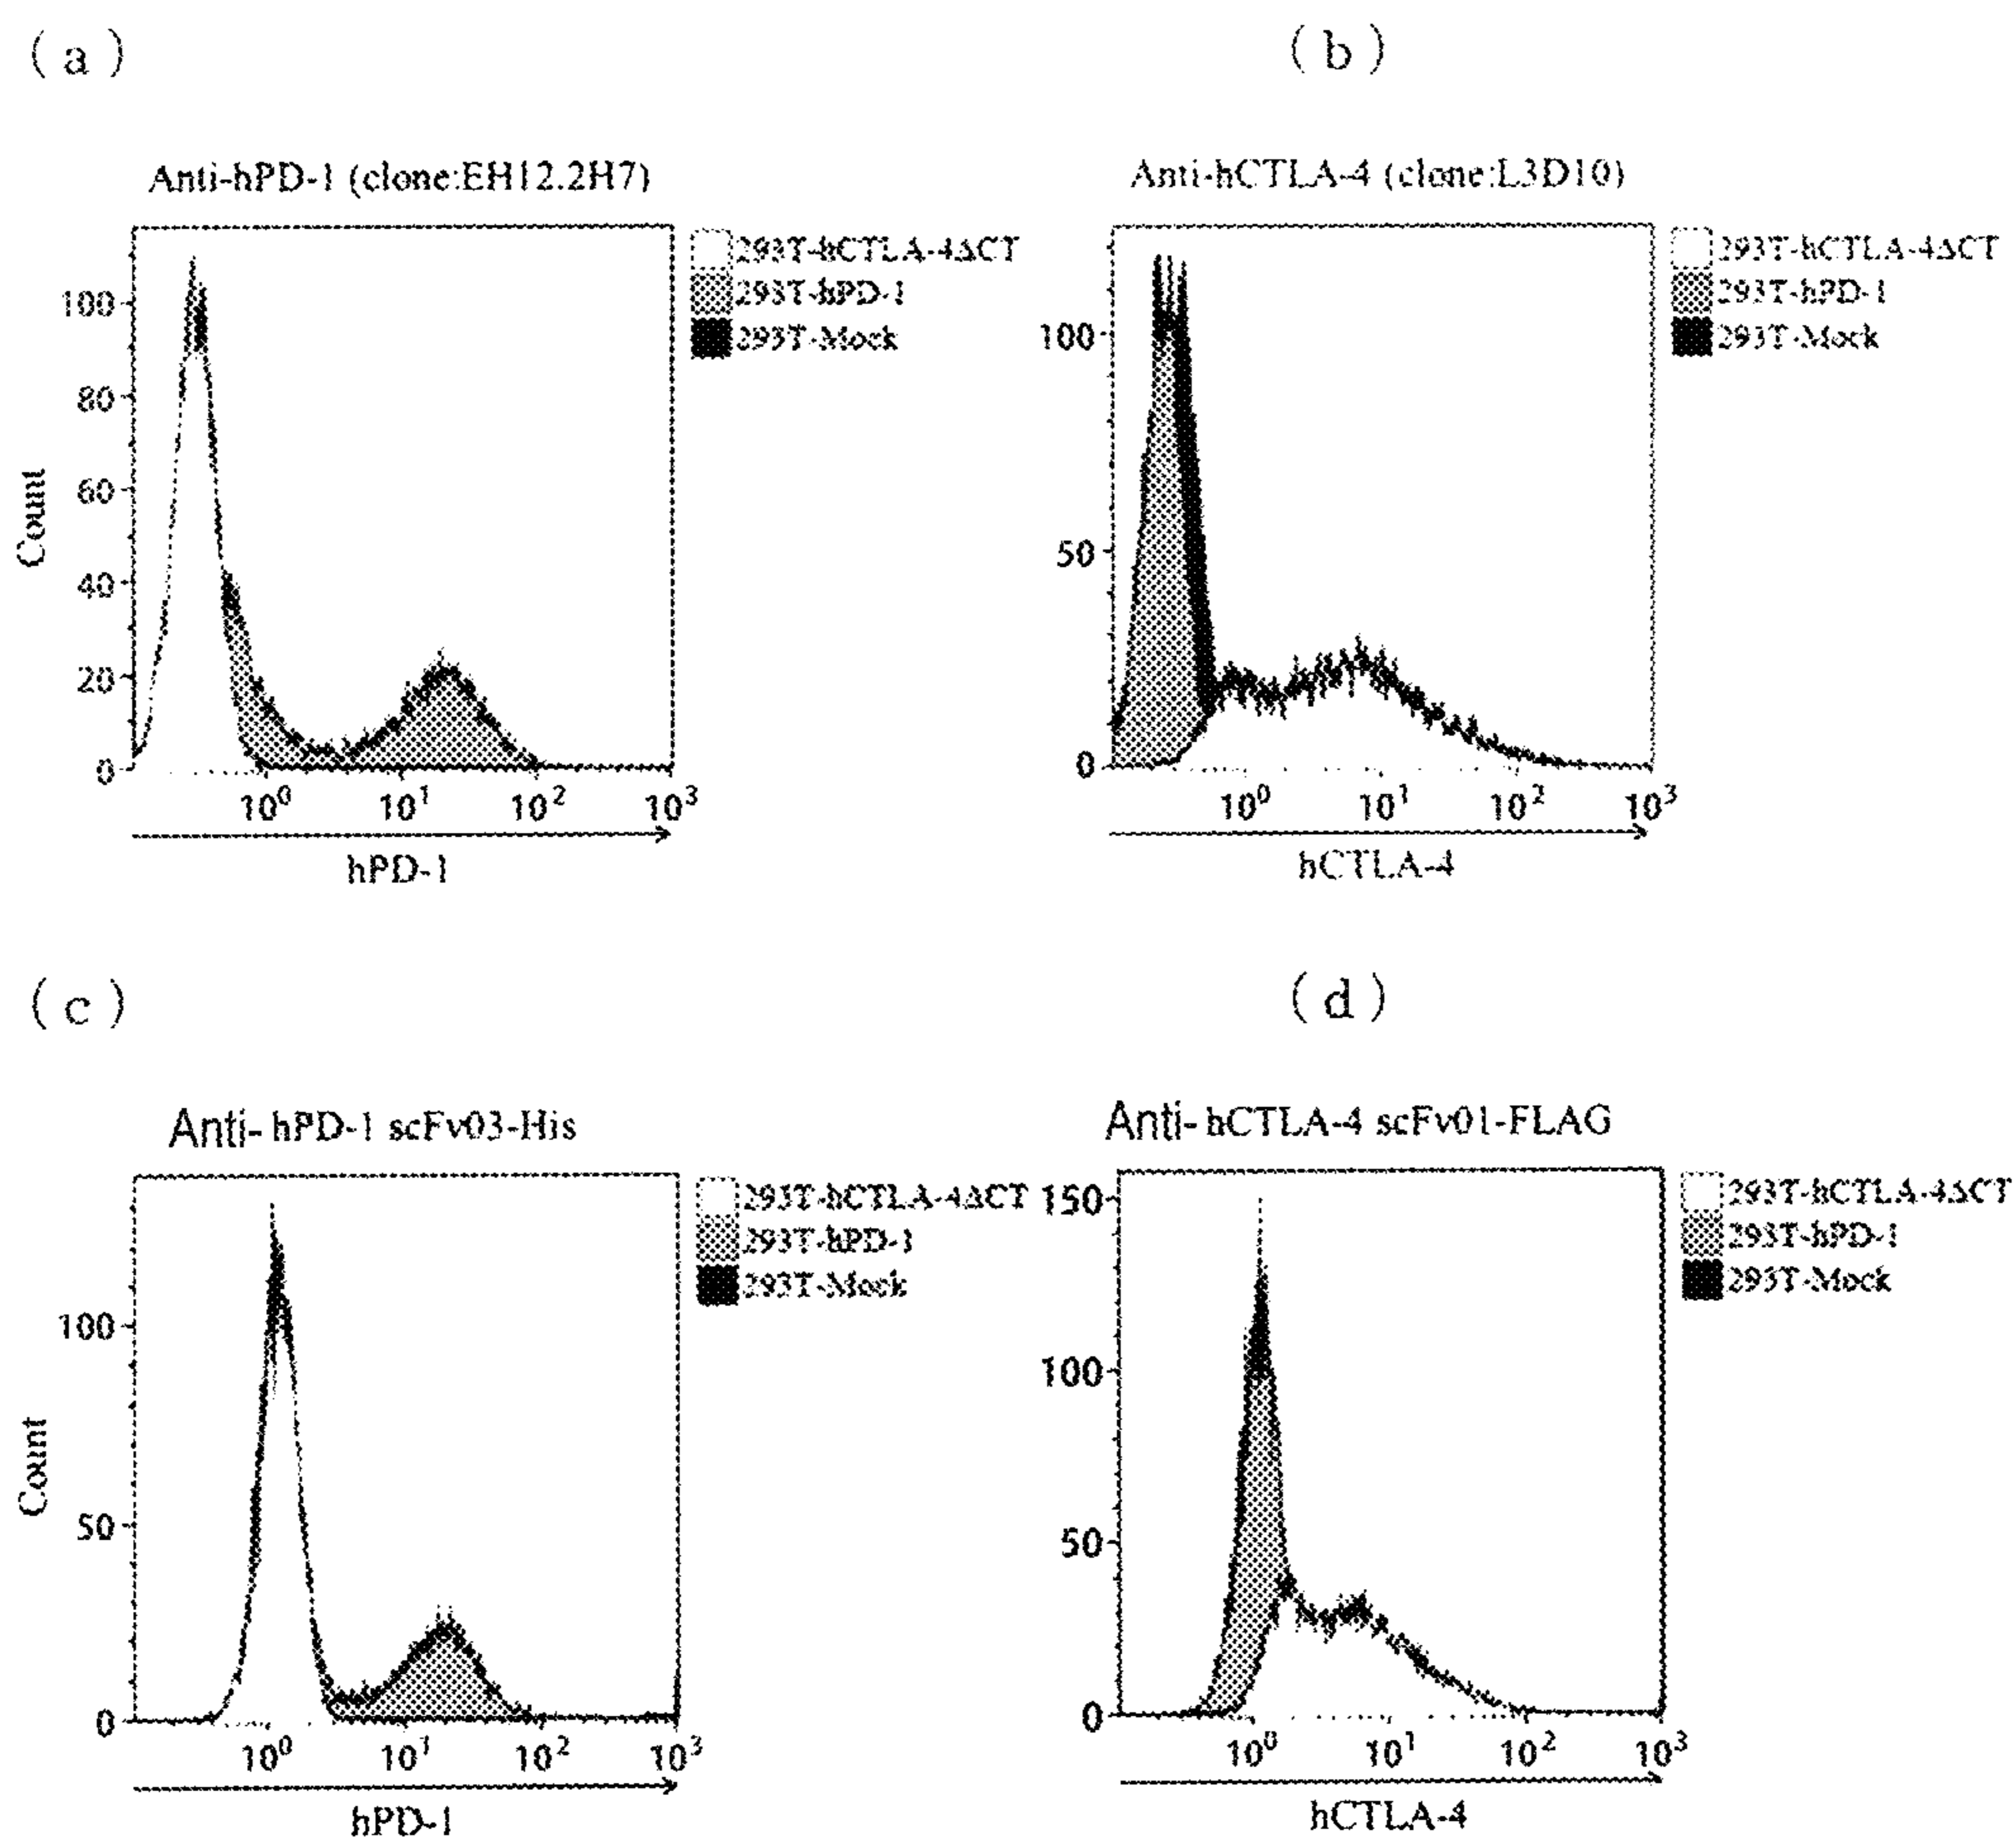 ( a )
Anti-hPD-1 (clone:EH12.2H7)
293T-hCTLA-4ΔCT
293T-hPD-1
293T-Mock
Count
100
80
60
40
20
0
10⁰ 10¹ 10² 10³
hPD-1
( b )
Anti-hCTLA-4 (clone:L3D10)
293T-hCTLA-4ΔCT
293T-hPD-1
293T-Mock
100
50
0
10⁰ 10¹ 10² 10³
hCTLA-4
( c )
Anti- hPD-1 scFv03-His
293T-hCTLA-4ΔCT
293T-hPD-1
293T-Mock
Count
100
50
0
10⁰ 10¹ 10² 10³
hPD-1
( d )
Anti- hCTLA-4 scFv01-FLAG
293T-hCTLA-4ΔCT
293T-hPD-1
293T-Mock
150
100
50
0
10⁰ 10¹ 10² 10³
hCTLA-4